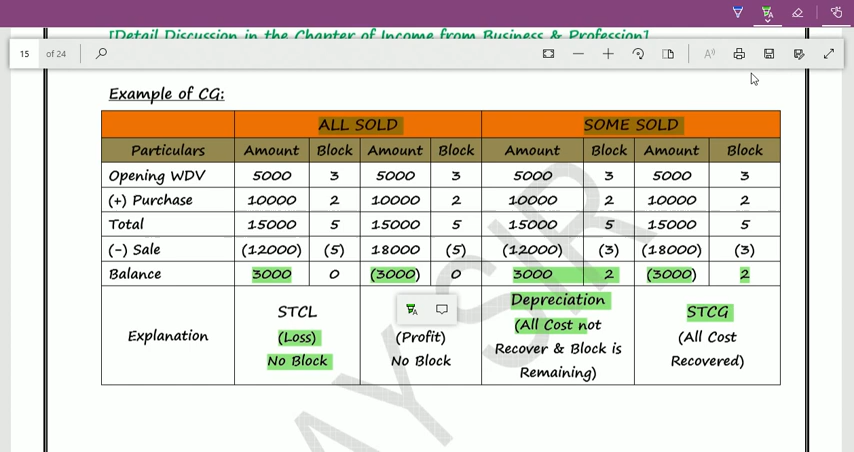 [Detail Discussion in the Chapter of Income from Business & Profession]
15 of 24
Example of CG:
ALL SOLD SOME SOLD
Particulars Amount Block Amount Block Amount Block Amount Block
Opening WDV 5000 3 5000 3 5000 3 5000 3
(+) Purchase 10000 2 10000 2 10000 2 10000 2
Total 15000 5 15000 5 15000 5 15000 5
(-) Sale (12000) (5) 18000 (5) (12000) (3) (18000) (3)
Balance 3000 0 (3000) 0 3000 2 (3000) 2
Explanation
STCL
(Loss)
No Block
(Profit)
No Block
Depreciation
(All Cost not
Recover & Block is
Remaining)
STCG
(All Cost
Recovered)